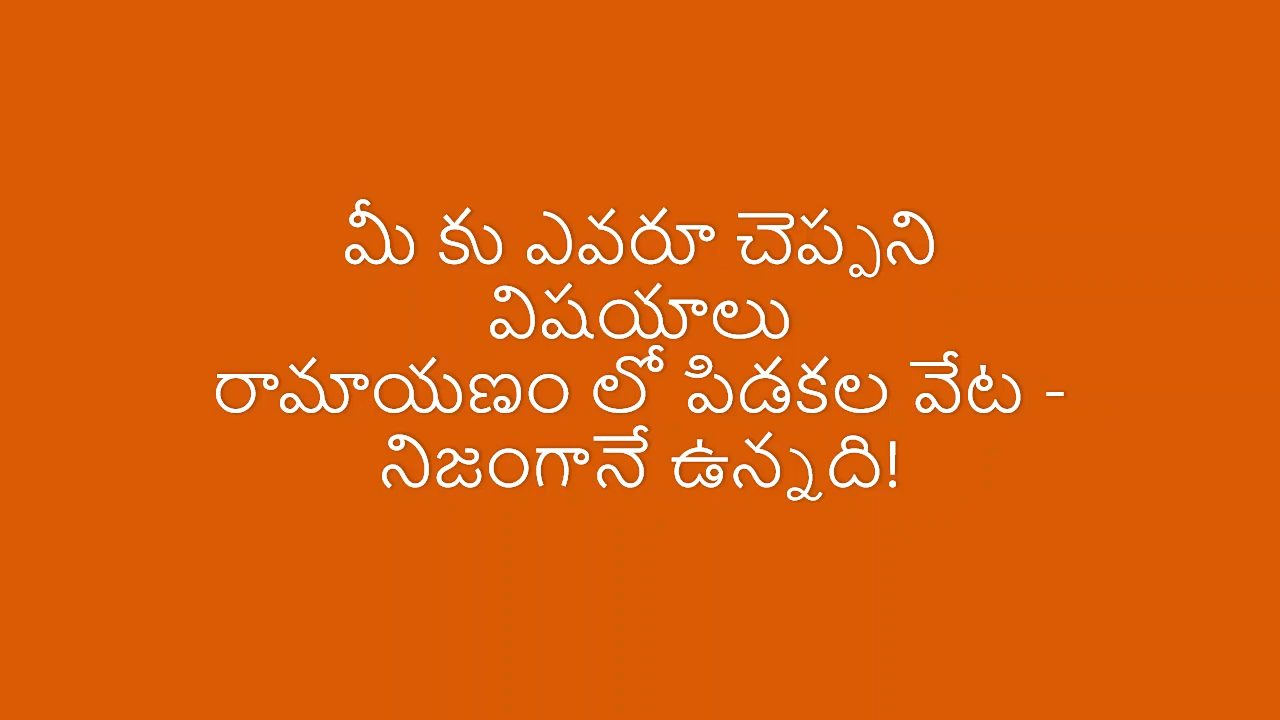 మీ కు ఎవరూ చెప్పని
విషయాలు
రామాయణం లో పిడకల వేట -
నిజంగానే ఉన్నది!